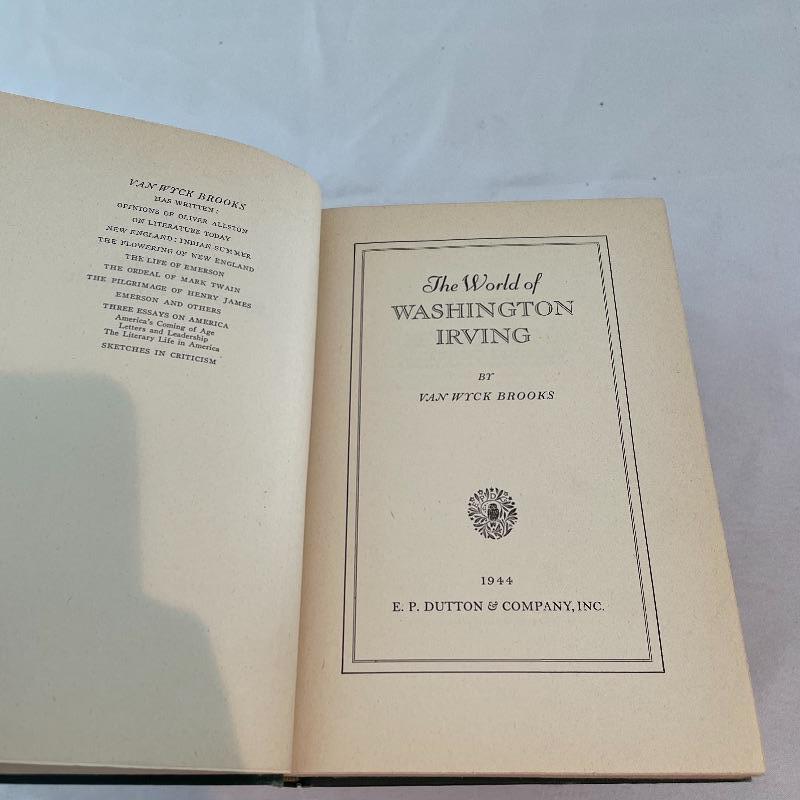 VAN WYCK BROOKS
HAS WRITTEN:
OPINIONS OF OLIVER ALLSTON
ON LITERATURE TODAY
NEW ENGLAND: INDIAN SUMMER
THE FLOWERING OF NEW ENGLAND
THE LIFE OF EMERSON
THE ORDEAL OF MARK TWAIN
THE PILGRIMAGE OF HENRY JAMES
EMERSON AND OTHERS
THREE ESSAYS ON AMERICA
America's Coming of Age
Letters and Leadership
The Literary Life in America
SKETCHES IN CRITICISM
The World of
WASHINGTON
IRVING
BY
VAN WYCK BROOKS
1944
E. P. DUTTON & COMPANY, INC.